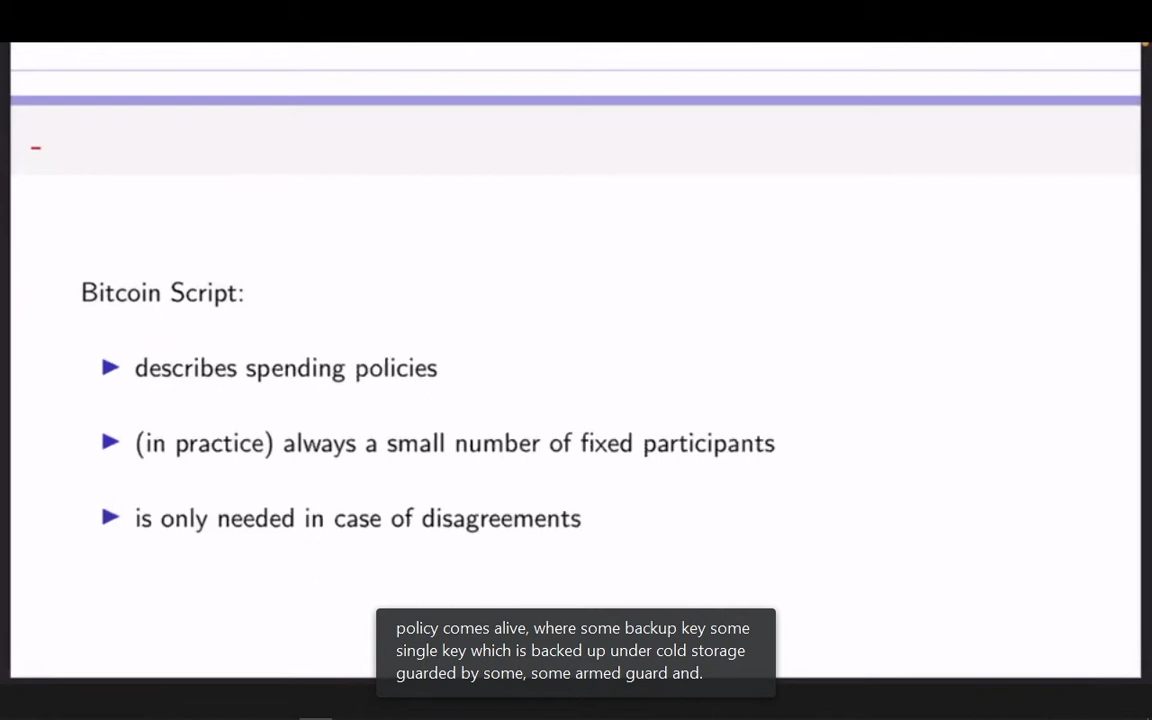 Bitcoin Script:
describes spending policies
(in practice) always a small number of fixed participants
is only needed in case of disagreements
policy comes alive, where some backup key some
single key which is backed up under cold storage
guarded by some, some armed guard and.